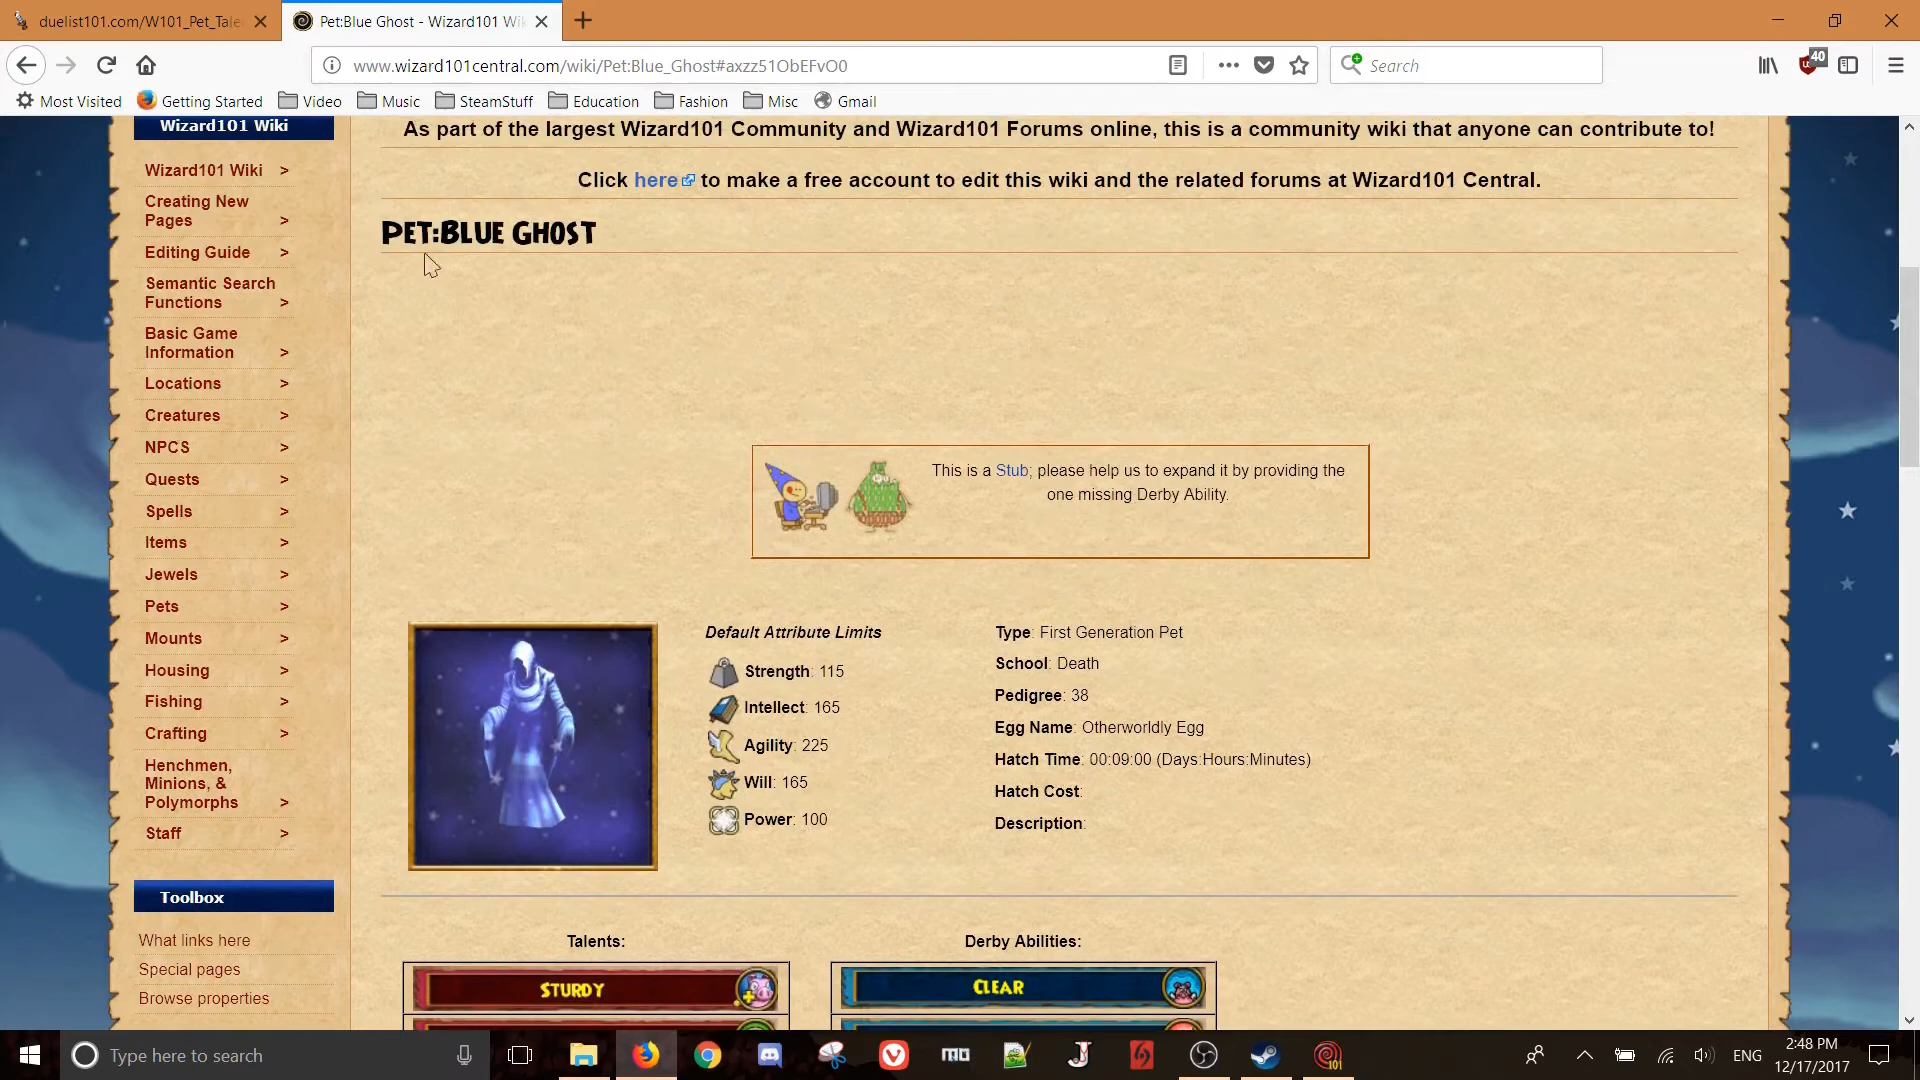 duelist101.com/W101_Pet_Tale
Pet:Blue Ghost - Wizard101 Wi
www.wizard101central.com/wiki/Pet:Blue_Ghost#axzz51ObEFvO0
Search
40
Most Visited
Getting Started
Video
Music
SteamStuff
Education
Fashion
Misc
Gmail
Wizard101 Wiki
Wizard101 Wiki >
Creating New
Pages >
Editing Guide >
Semantic Search
Functions >
Basic Game
Information >
Locations >
Creatures >
NPCS >
Quests >
Spells >
Items >
Jewels >
Pets >
Mounts >
Housing >
Fishing >
Crafting >
Henchmen,
Minions, &
Polymorphs >
Staff >
Toolbox
What links here
Special pages
Browse properties
As part of the largest Wizard101 Community and Wizard101 Forums online, this is a community wiki that anyone can contribute to!
Click here to make a free account to edit this wiki and the related forums at Wizard101 Central.
PET:BLUE GHOST
This is a Stub; please help us to expand it by providing the
one missing Derby Ability.
Default Attribute Limits
Strength: 115
Intellect: 165
Agility: 225
Will: 165
Power: 100
Type: First Generation Pet
School: Death
Pedigree: 38
Egg Name: Otherworldly Egg
Hatch Time: 00:09:00 (Days:Hours:Minutes)
Hatch Cost:
Description:
Talents:
STURDY
Derby Abilities:
CLEAR
Type here to search
MO
J
101
ENG
2:48 PM
12/17/2017